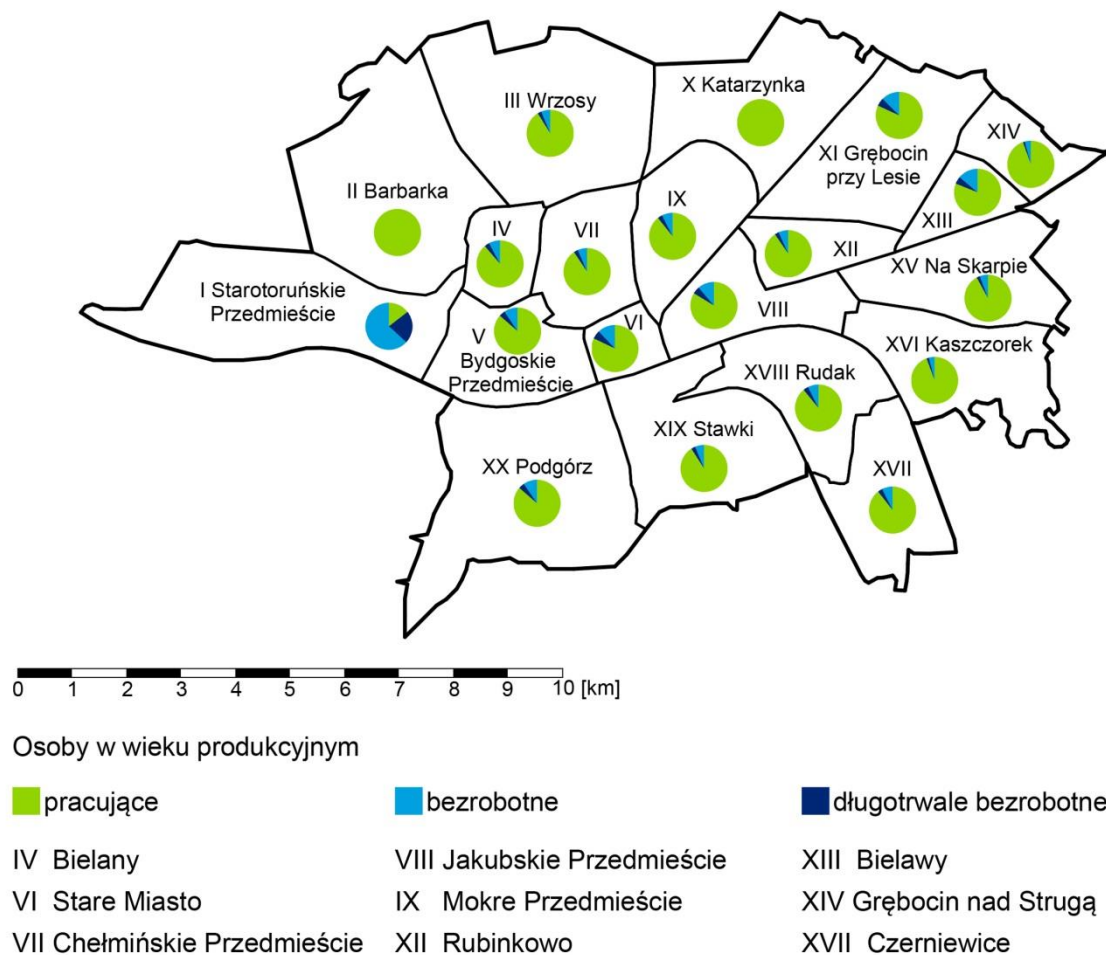 III Wrzosy
X Katarzynka
XIV
XI Grębocin
przy Lesie
II Barbarka
IX
XIII
IV
VII
XII
XV Na Skarpie
I Starotoruńskie
Przedmieście
VI
VIII
V
Bydgoskie
Przedmieście
XVI Kaszczorek
XVIII Rudak
XIX Stawki
XX Podgórz
XVII
0 1 2 3 4 5 6 7 8 9 10 [km]
Osoby w wieku produkcyjnym
pracujące bezrobotne długotrwale bezrobotne
IV Bielany VIII Jakubskie Przedmieście XIII Bielawy
VI Stare Miasto IX Mokre Przedmieście XIV Grębocin nad Strugą
VII Chełmińskie Przedmieście XII Rubinkowo XVII Czerniewice